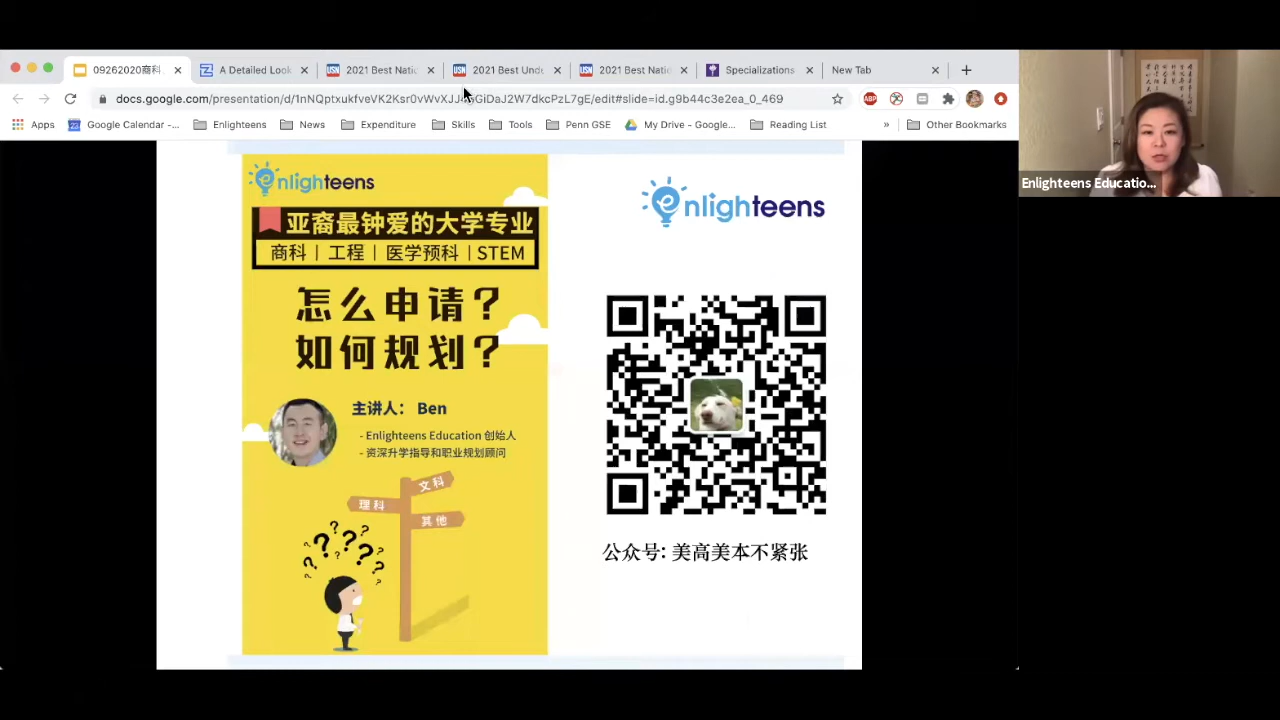 09262020商科
A Detailed Look
2021 Best Natio
2021 Best Unde
2021 Best Natio
Specializations
New Tab
docs.google.com/presentation/d/
/edit#slide=id.g9b44c3e2ea_0_469
ABP
Apps
23
Google Calendar -...
Enlighteens
News
Expenditure
Skills
Tools
Penn GSE
My Drive - Google...
Reading List
»
Other Bookmarks
Enlighteens Educatio...
enlighteens
亚裔最钟爱的大学专业
商科 | 工程 | 医学预科 | STEM
怎么申请？
如何规划？
主讲人： Ben
- Enlighteens Education 创始人
- 资深升学指导和职业规划顾问
文科
理科
其他
? ? ? ? ? ? ? ? ?
enlighteens
公众号: 美高美本不紧张